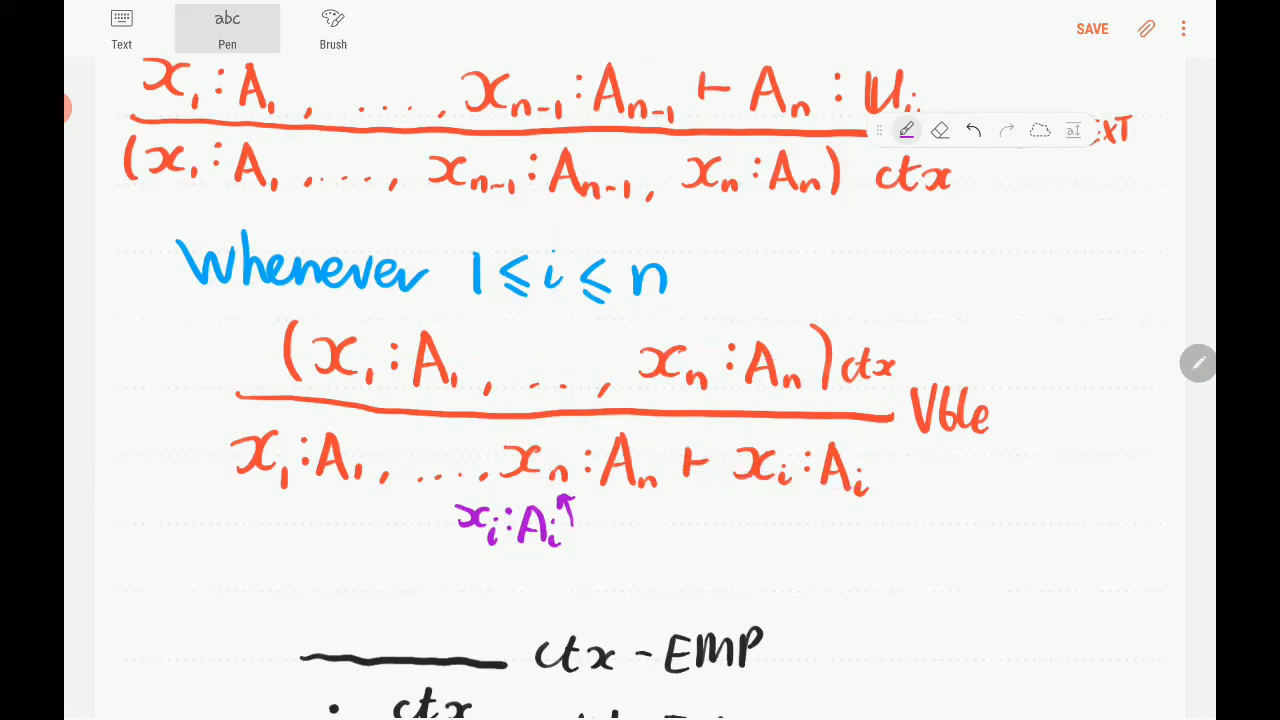 Text Pen abc Brush SAVE
x₁ : A₁ , . . . . , xₙ₋₁ : Aₙ₋₁ ⊢ Aₙ : 𝕌ᵢ
(x₁ : A₁ , . . . , xₙ₋₁ : Aₙ₋₁ , xₙ : Aₙ) ctx
Whenever 1 ⩽ i ⩽ n
(x₁ : A₁ , . . , xₙ : Aₙ) ctx
Vble
x₁ : A₁ , . . . . , xₙ : Aₙ ⊢ xᵢ : Aᵢ
xᵢ : Aᵢ ↑
ctx - EMP
· ctx